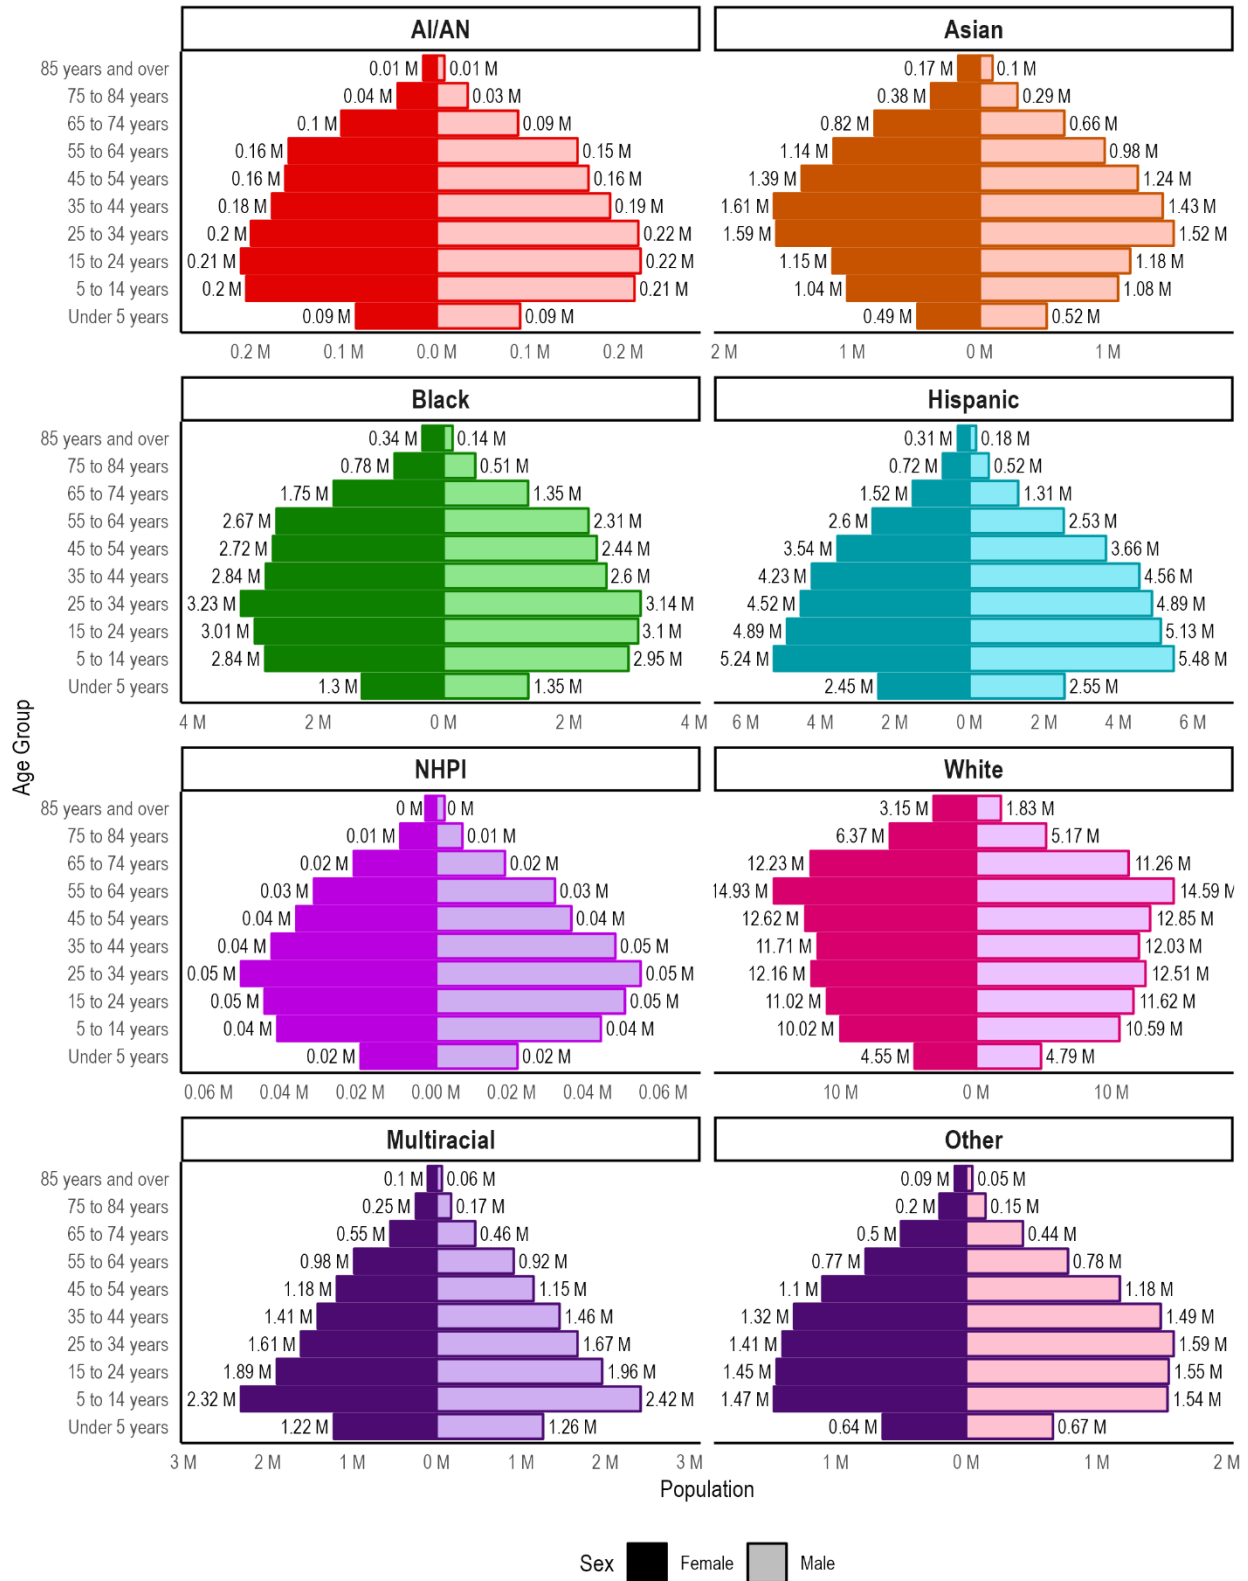 AI/AN Asian
85 years and over 0.01 M 0.01 M 0.17 M 0.1 M
75 to 84 years 0.04 M 0.03 M 0.38 M 0.29 M
65 to 74 years 0.1 M 0.09 M 0.82 M 0.66 M
55 to 64 years 0.16 M 0.15 M 1.14 M 0.98 M
45 to 54 years 0.16 M 0.16 M 1.39 M 1.24 M
35 to 44 years 0.18 M 0.19 M 1.61 M 1.43 M
25 to 34 years 0.2 M 0.22 M 1.59 M 1.52 M
15 to 24 years 0.21 M 0.22 M 1.15 M 1.18 M
5 to 14 years 0.2 M 0.21 M 1.04 M 1.08 M
Under 5 years 0.09 M 0.09 M 0.49 M 0.52 M
0.2 M 0.1 M 0.0 M 0.1 M 0.2 M 2 M 1 M 0 M 1 M
Black Hispanic
85 years and over 0.34 M 0.14 M 0.31 M 0.18 M
75 to 84 years 0.78 M 0.51 M 0.72 M 0.52 M
65 to 74 years 1.75 M 1.35 M 1.52 M 1.31 M
55 to 64 years 2.67 M 2.31 M 2.6 M 2.53 M
45 to 54 years 2.72 M 2.44 M 3.54 M 3.66 M
35 to 44 years 2.84 M 2.6 M 4.23 M 4.56 M
25 to 34 years 3.23 M 3.14 M 4.52 M 4.89 M
15 to 24 years 3.01 M 3.1 M 4.89 M 5.13 M
5 to 14 years 2.84 M 2.95 M 5.24 M 5.48 M
Under 5 years 1.3 M 1.35 M 2.45 M 2.55 M
4 M 2 M 0 M 2 M 4 M 6 M 4 M 2 M 0 M 2 M 4 M 6 M
Age Group
NHPI White
85 years and over 0 M 0 M 3.15 M 1.83 M
75 to 84 years 0.01 M 0.01 M 6.37 M 5.17 M
65 to 74 years 0.02 M 0.02 M 12.23 M 11.26 M
55 to 64 years 0.03 M 0.03 M 14.93 M 14.59 M
45 to 54 years 0.04 M 0.04 M 12.62 M 12.85 M
35 to 44 years 0.04 M 0.05 M 11.71 M 12.03 M
25 to 34 years 0.05 M 0.05 M 12.16 M 12.51 M
15 to 24 years 0.05 M 0.05 M 11.02 M 11.62 M
5 to 14 years 0.04 M 0.04 M 10.02 M 10.59 M
Under 5 years 0.02 M 0.02 M 4.55 M 4.79 M
0.06 M 0.04 M 0.02 M 0.00 M 0.02 M 0.04 M 0.06 M 10 M 0 M 10 M
Multiracial Other
85 years and over 0.1 M 0.06 M 0.09 M 0.05 M
75 to 84 years 0.25 M 0.17 M 0.2 M 0.15 M
65 to 74 years 0.55 M 0.46 M 0.5 M 0.44 M
55 to 64 years 0.98 M 0.92 M 0.77 M 0.78 M
45 to 54 years 1.18 M 1.15 M 1.1 M 1.18 M
35 to 44 years 1.41 M 1.46 M 1.32 M 1.49 M
25 to 34 years 1.61 M 1.67 M 1.41 M 1.59 M
15 to 24 years 1.89 M 1.96 M 1.45 M 1.55 M
5 to 14 years 2.32 M 2.42 M 1.47 M 1.54 M
Under 5 years 1.22 M 1.26 M 0.64 M 0.67 M
3 M 2 M 1 M 0 M 1 M 2 M 3 M 1 M 0 M 1 M 2 M
Population
Sex Female Male